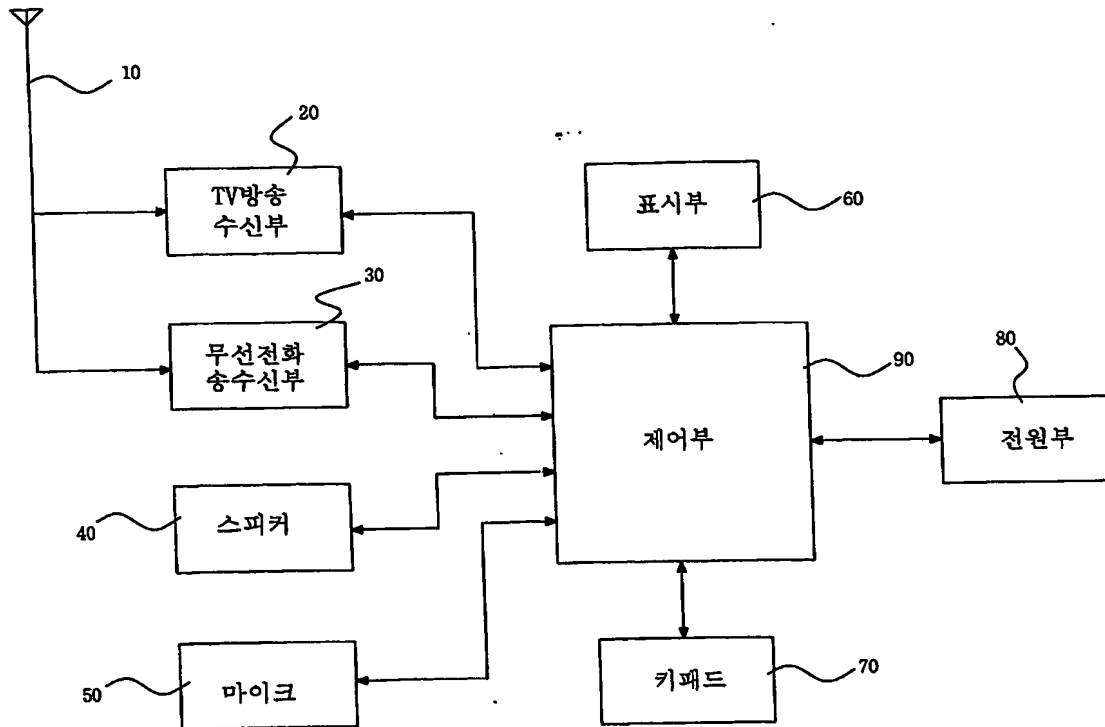 10
20
TV방송
수신부
표시부
60
30
무선전화
송수신부
90
80
제어부
전원부
스피커
40
마이크
50
키패드
70